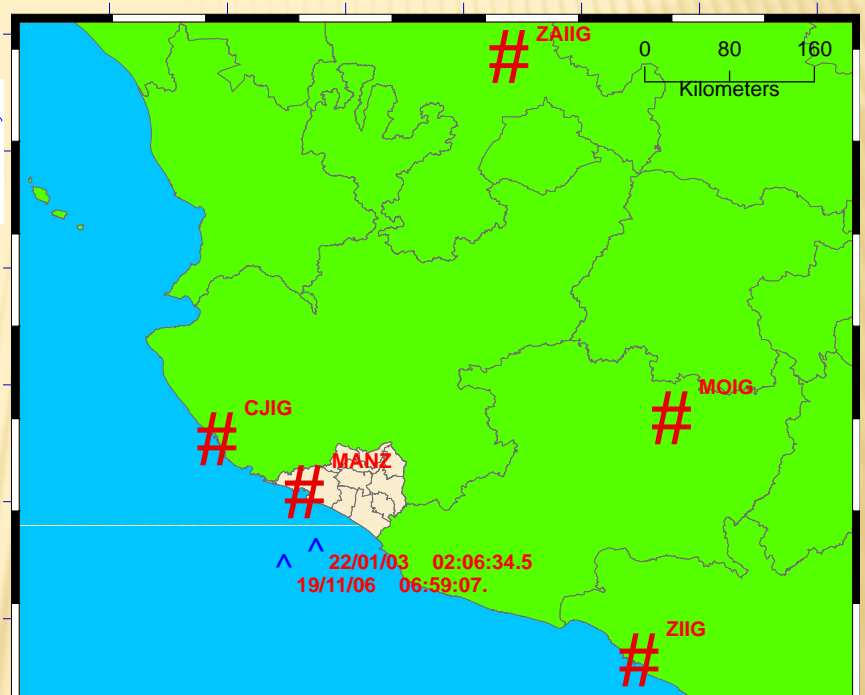 ZAIIG
0 80 160
Kilometers
MOIG
CJIG
MANZ
22/01/03 02:06:34.5
19/11/06 06:59:07.
ZIIG